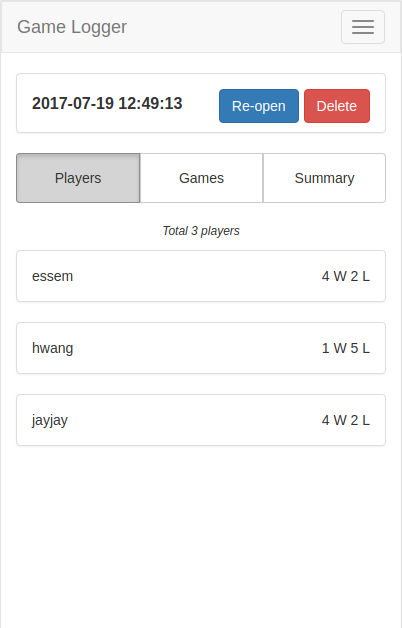 Game Logger
2017-07-19 12:49:13 Re-open Delete
Players Games Summary
Total 3 players
essem 4 W 2 L
hwang 1 W 5 L
jayjay 4 W 2 L